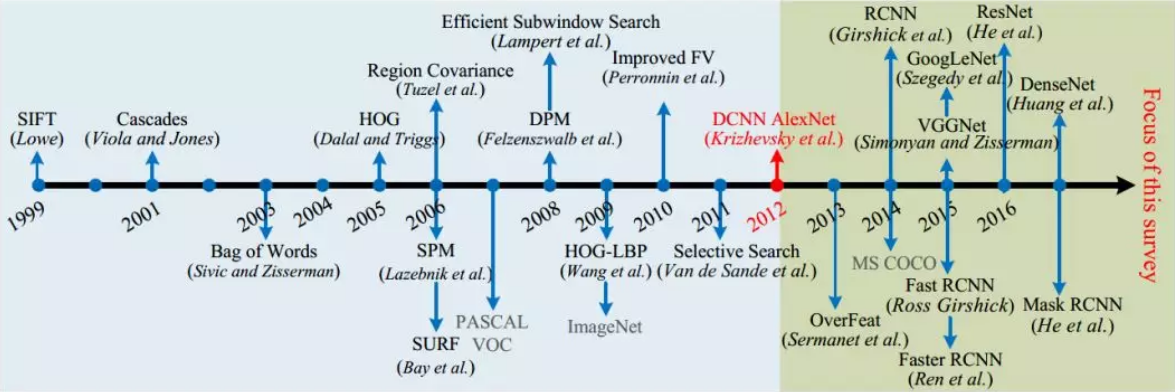 Efficient Subwindow Search
(Lampert et al.)
RCNN
(Girshick et al.)
ResNet
(He et al.)
Region Covariance
(Tuzel et al.)
Improved FV
(Perronnin et al.)
GoogLeNet
(Szegedy et al.)
DenseNet
(Huang et al.)
SIFT
(Lowe)
Cascades
(Viola and Jones)
HOG
(Dalal and Triggs)
DPM
(Felzenszwalb et al.)
DCNN AlexNet
(Krizhevsky et al.)
VGGNet
(Simonyan and Zisserman)
1999
2001
2003
2004
2005
2006
2008
2009
2010
2011
2012
2013
2014
2015
2016
Focus of this survey
Bag of Words
(Sivic and Zisserman)
SPM
(Lazebnik et al.)
HOG-LBP
(Wang et al.)
Selective Search
(Van de Sande et al.)
MS COCO
Fast RCNN
(Ross Girshick)
Mask RCNN
(He et al.)
PASCAL
VOC
ImageNet
OverFeat
(Sermanet et al.)
SURF
(Bay et al.)
Faster RCNN
(Ren et al.)